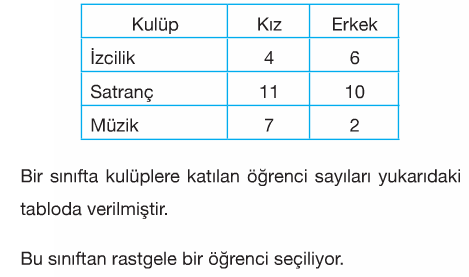 Kulüp Kız Erkek
İzcilik 4 6
Satranç 11 10
Müzik 7 2
Bir sınıfta kulüplere katılan öğrenci sayıları yukarıdaki
tabloda verilmiştir.
Bu sınıftan rastgele bir öğrenci seçiliyor.